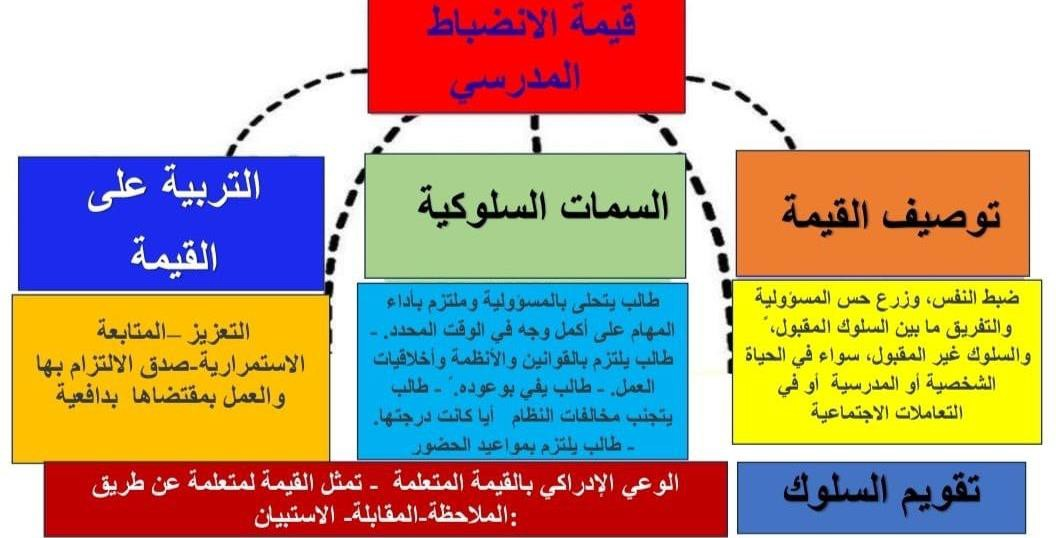 قيمة الانضباط
المدرسي
توصيف القيمة
ضبط النفس، وزرع حس المسؤولية
والتفريق ما بين السلوك المقبول،ً
والسلوك غير المقبول، سواء في الحياة
الشخصية أو المدرسية أو في
التعاملات الاجتماعية
السمات السلوكية
طالب يتحلى بالمسؤولية وملتزم بأداء
المهام على أكمل وجه في الوقت المحدد. -
طالب يلتزم بالقوانين والأنظمة وأخلاقيات
العمل. - طالب يفي بوعوده.ً - طالب
يتجنب مخالفات النظام أيا كانت درجتها.
- طالب يلتزم بمواعيد الحضور
التربية على
القيمة
التعزيز –المتابعة
الاستمرارية-صدق الالتزام بها
والعمل بمقتضاها بدافعية
تقويم السلوك
الوعي الإدراكي بالقيمة المتعلمة - تمثل القيمة لمتعلمة عن طريق
:الملاحظة-المقابلة- الاستبيان